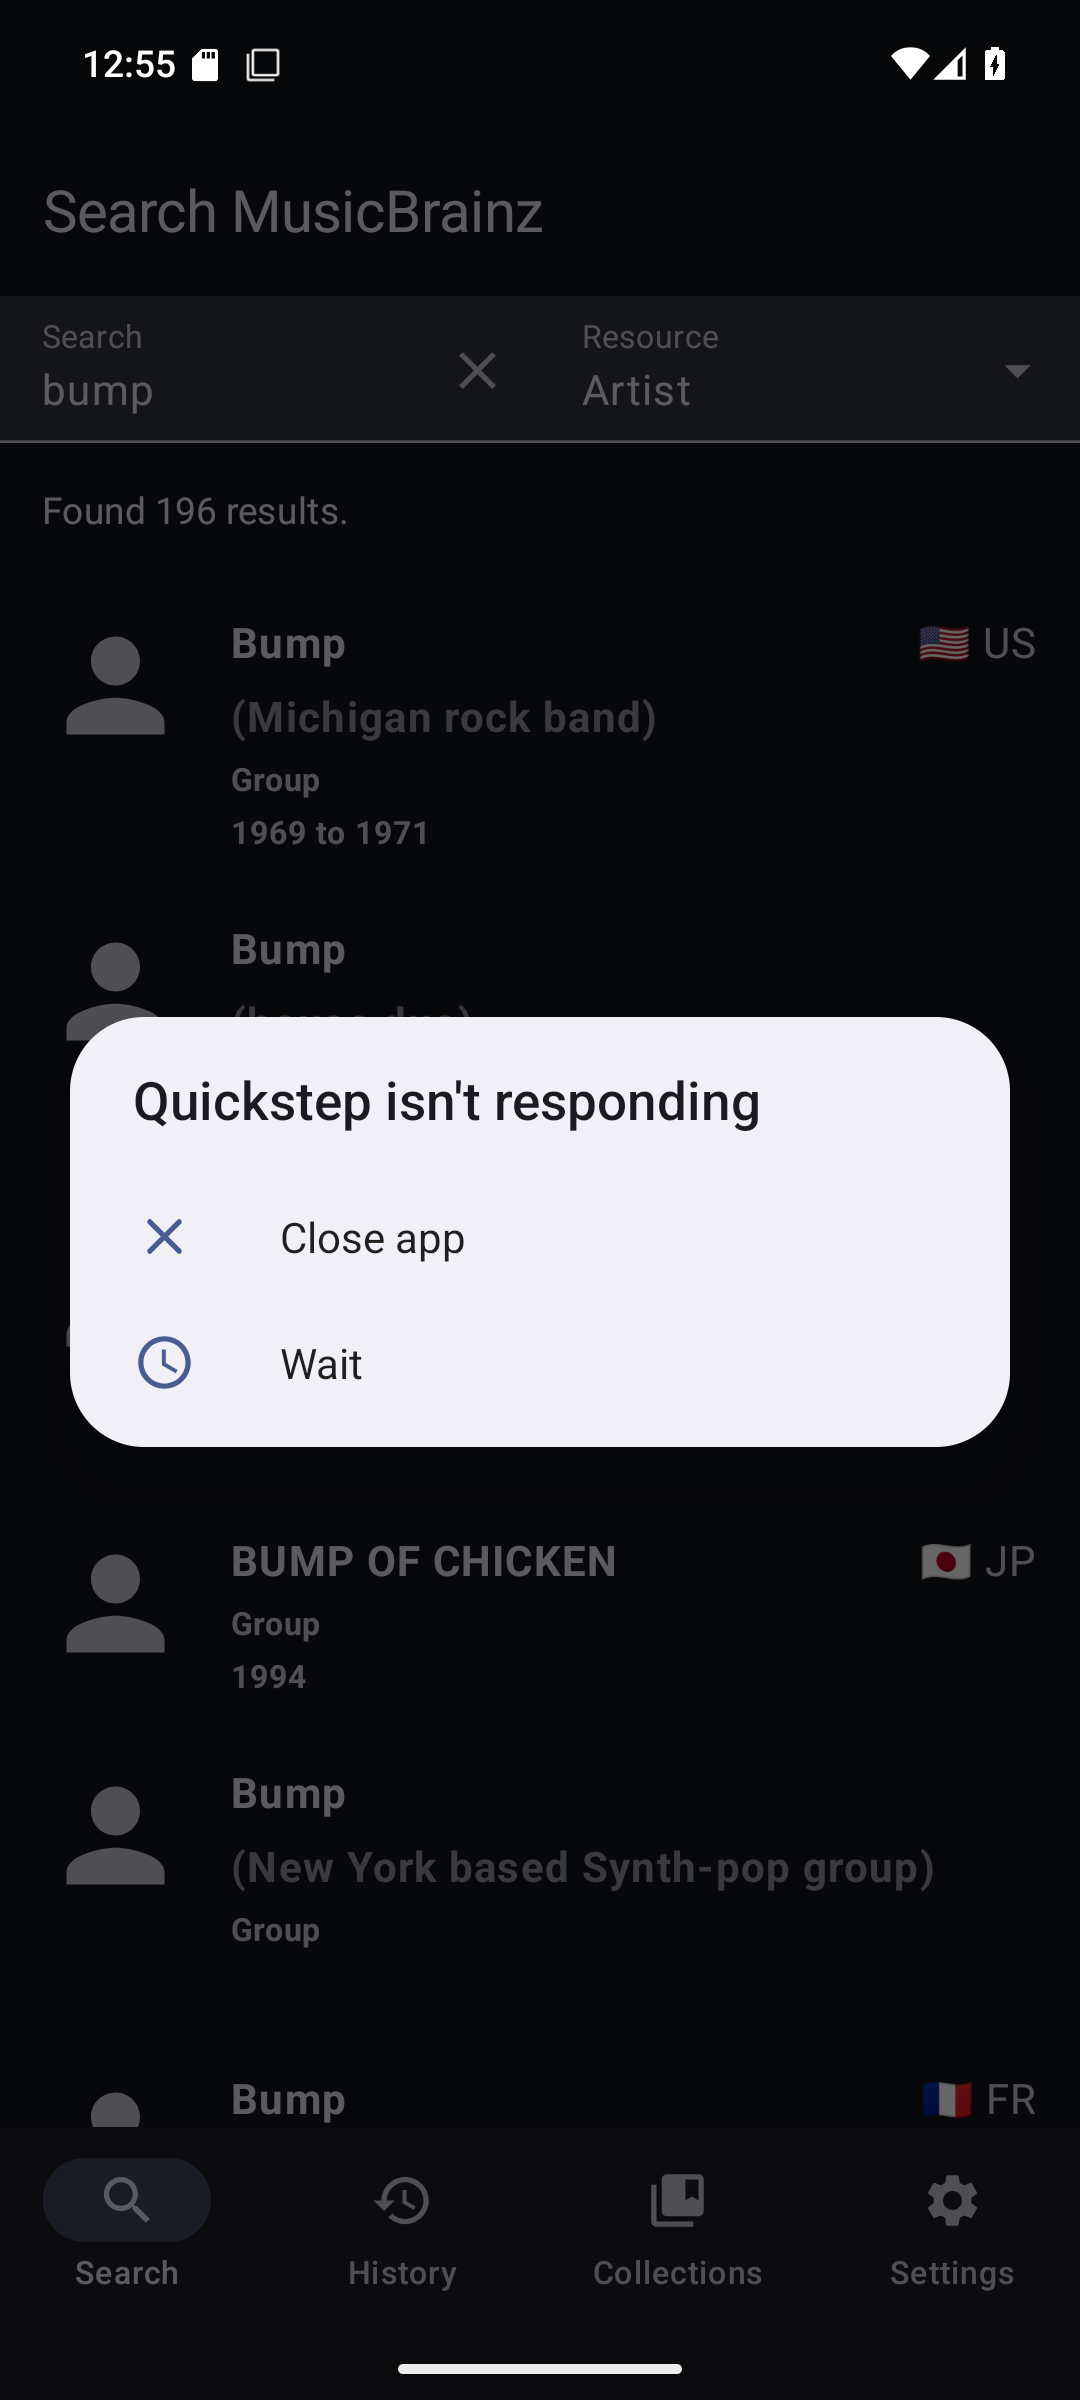 12:55
Search MusicBrainz
Search
bump
Resource
Artist
Found 196 results.
Bump
🇺🇸 US
(Michigan rock band)
Group
1969 to 1971
Bump
(house duo)
Quickstep isn't responding
Close app
Wait
BUMP OF CHICKEN
🇯🇵 JP
Group
1994
Bump
(New York based Synth-pop group)
Group
Bump
🇫🇷 FR
Search
History
Collections
Settings